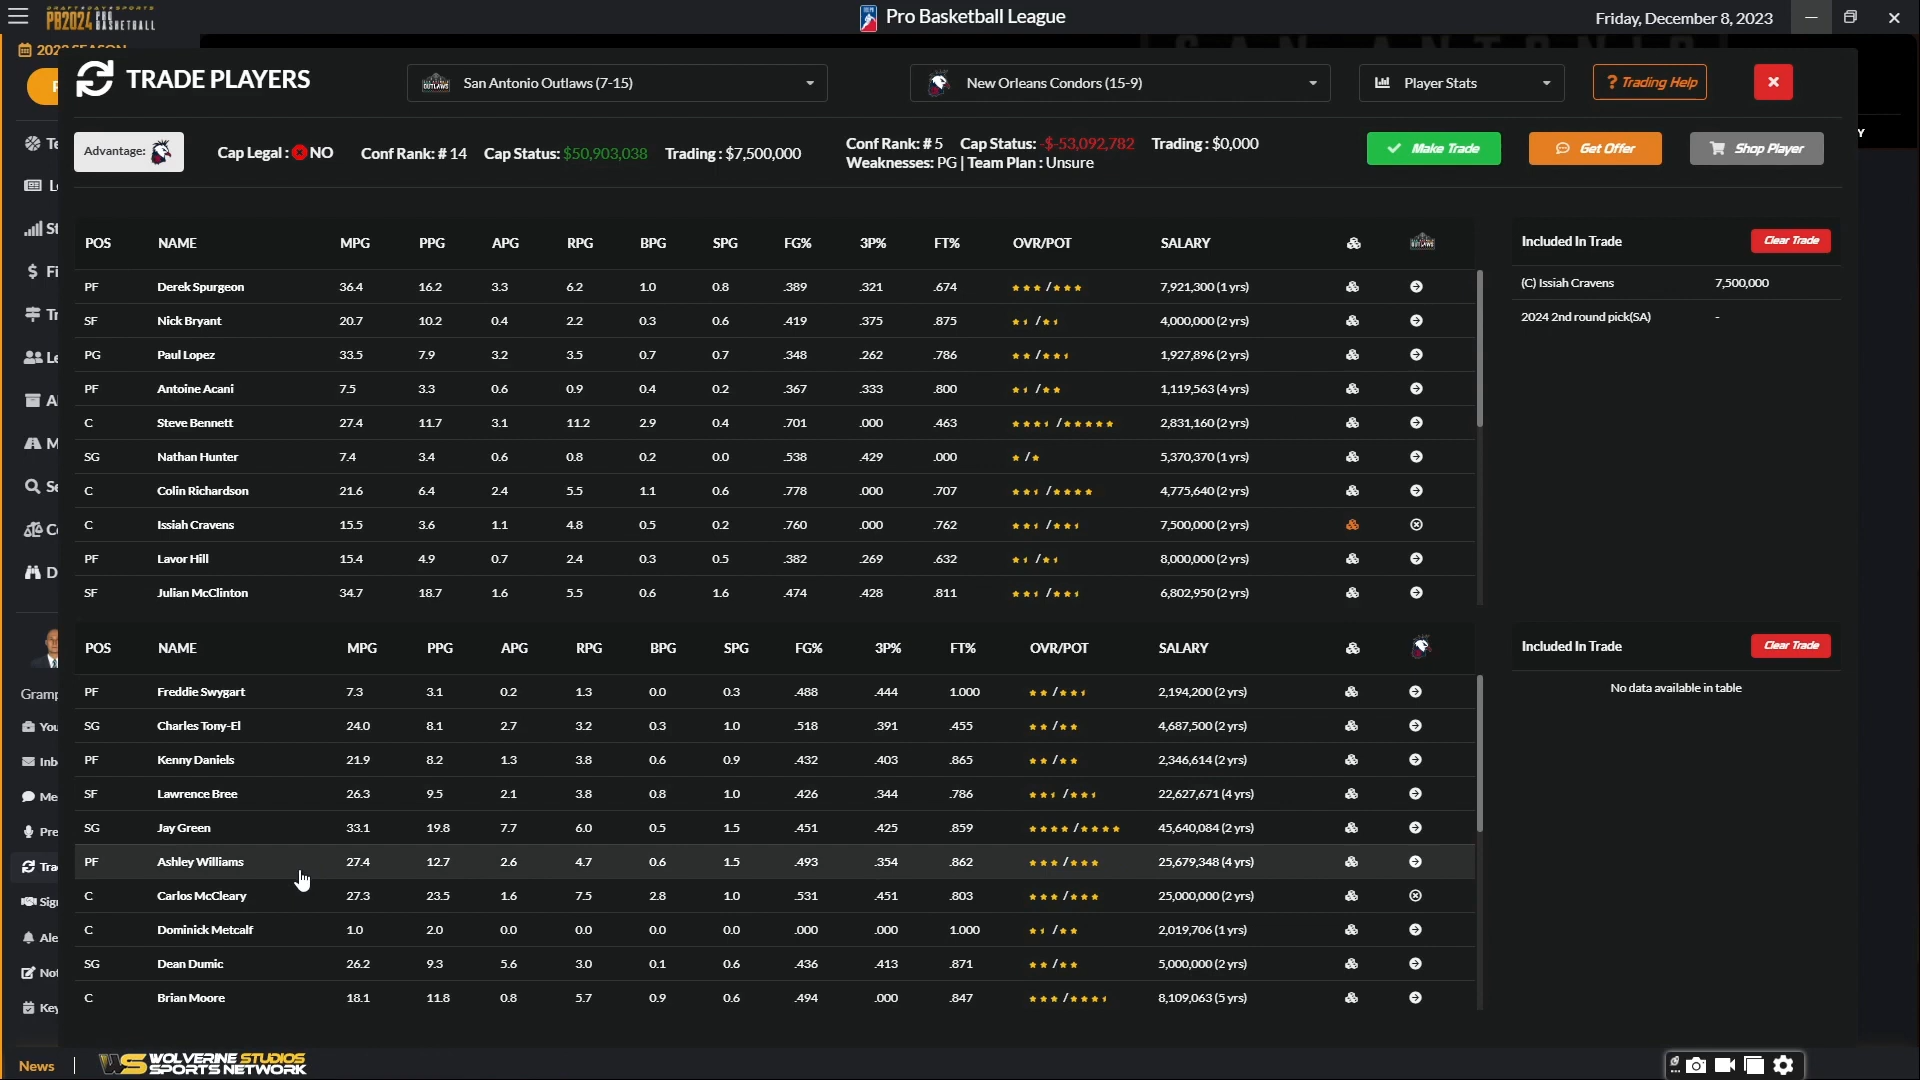 DRAFT DAY SPORTS
PB2024 PRO BASKETBALL
Pro Basketball League
Friday, December 8, 2023
TRADE PLAYERS
San Antonio Outlaws (7-15)
New Orleans Condors (15-9)
Player Stats
? Trading Help
Advantage:
Cap Legal : NO
Conf Rank: # 14 Cap Status: $50,903,038 Trading : $7,500,000
Conf Rank: # 5 Cap Status: -$-53,092,782 Trading : $0,000
Weaknesses: PG | Team Plan : Unsure
Make Trade
Get Offer
Shop Player
POS NAME MPG PPG APG RPG BPG SPG FG% 3P% FT% OVR/POT SALARY
PF Derek Spurgeon 36.4 16.2 3.3 6.2 1.0 0.8 .389 .321 .674 / 7,921,300 (1 yrs)
SF Nick Bryant 20.7 10.2 0.4 2.2 0.3 0.6 .419 .375 .875 / 4,000,000 (2 yrs)
PG Paul Lopez 33.5 7.9 3.2 3.5 0.7 0.7 .348 .262 .786 / 1,927,896 (2 yrs)
PF Antoine Acani 7.5 3.3 0.6 0.9 0.4 0.2 .367 .333 .800 / 1,119,563 (4 yrs)
C Steve Bennett 27.4 11.7 3.1 11.2 2.9 0.4 .701 .000 .463 / 2,831,160 (2 yrs)
SG Nathan Hunter 7.4 3.4 0.6 0.8 0.2 0.0 .538 .429 .000 / 5,370,370 (1 yrs)
C Colin Richardson 21.6 6.4 2.4 5.5 1.1 0.6 .778 .000 .707 / 4,775,640 (2 yrs)
C Issiah Cravens 15.5 3.6 1.1 4.8 0.5 0.2 .760 .000 .762 / 7,500,000 (2 yrs)
PF Lavor Hill 15.4 4.9 0.7 2.4 0.3 0.5 .382 .269 .632 / 8,000,000 (2 yrs)
SF Julian McClinton 34.7 18.7 1.6 5.5 0.6 1.6 .474 .428 .811 / 6,802,950 (2 yrs)
Included In Trade
Clear Trade
(C) Issiah Cravens 7,500,000
2024 2nd round pick(SA) -
POS NAME MPG PPG APG RPG BPG SPG FG% 3P% FT% OVR/POT SALARY
PF Freddie Swygart 7.3 3.1 0.2 1.3 0.0 0.3 .488 .444 1.000 / 2,194,200 (2 yrs)
SG Charles Tony-El 24.0 8.1 2.7 3.2 0.3 1.0 .518 .391 .455 / 4,687,500 (2 yrs)
PF Kenny Daniels 21.9 8.2 1.3 3.8 0.6 0.9 .432 .403 .865 / 2,346,614 (2 yrs)
SF Lawrence Bree 26.3 9.5 2.1 3.8 0.8 1.0 .426 .344 .786 / 22,627,671 (4 yrs)
SG Jay Green 33.1 19.8 7.7 6.0 0.5 1.5 .451 .425 .859 / 45,640,084 (2 yrs)
PF Ashley Williams 27.4 12.7 2.6 4.7 0.6 1.5 .493 .354 .862 / 25,679,348 (4 yrs)
C Carlos McCleary 27.3 23.5 1.6 7.5 2.8 1.0 .531 .451 .803 / 25,000,000 (2 yrs)
C Dominick Metcalf 1.0 2.0 0.0 0.0 0.0 0.0 .000 .000 1.000 / 2,019,706 (1 yrs)
SG Dean Dumic 26.2 9.3 5.6 3.0 0.1 0.6 .436 .413 .871 / 5,000,000 (2 yrs)
C Brian Moore 18.1 11.8 0.8 5.7 0.9 0.6 .494 .000 .847 / 8,109,063 (5 yrs)
Included In Trade
Clear Trade
No data available in table
Gramp
You
Inb
Me
Pre
Tra
Sig
Ale
Not
Key
News
WS WOLVERINE STUDIOS
SPORTS NETWORK